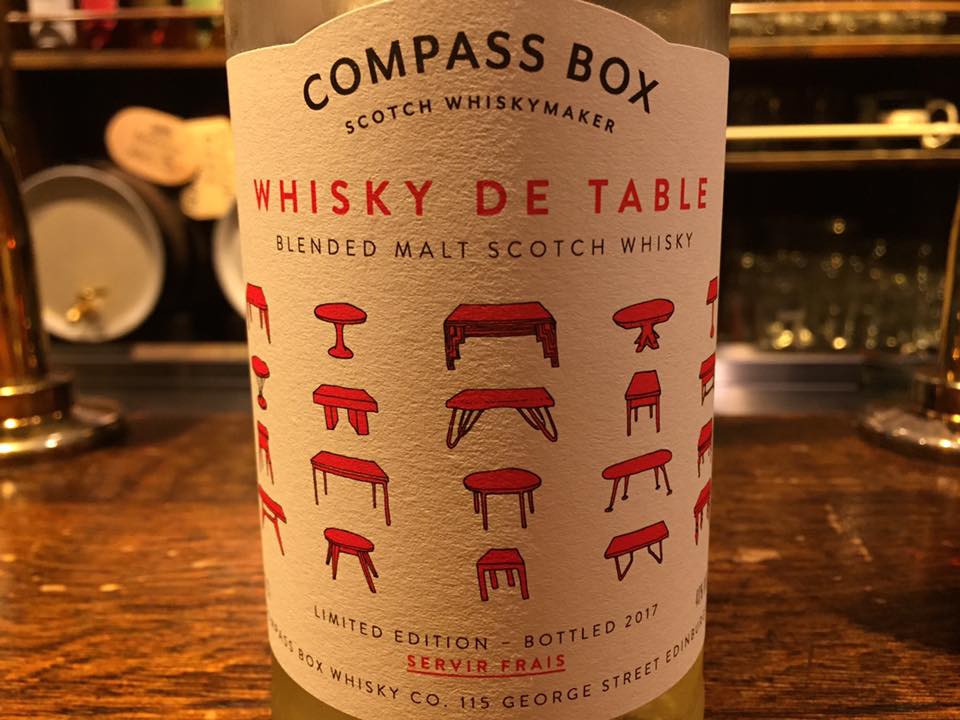 COMPASS BOX
SCOTCH WHISKYMAKER
WHISKY DE TABLE
BLENDED MALT SCOTCH WHISKY
LIMITED EDITION – BOTTLED 2017
SERVIR FRAIS
BOX WHISKY CO. 115 GEORGE STREET